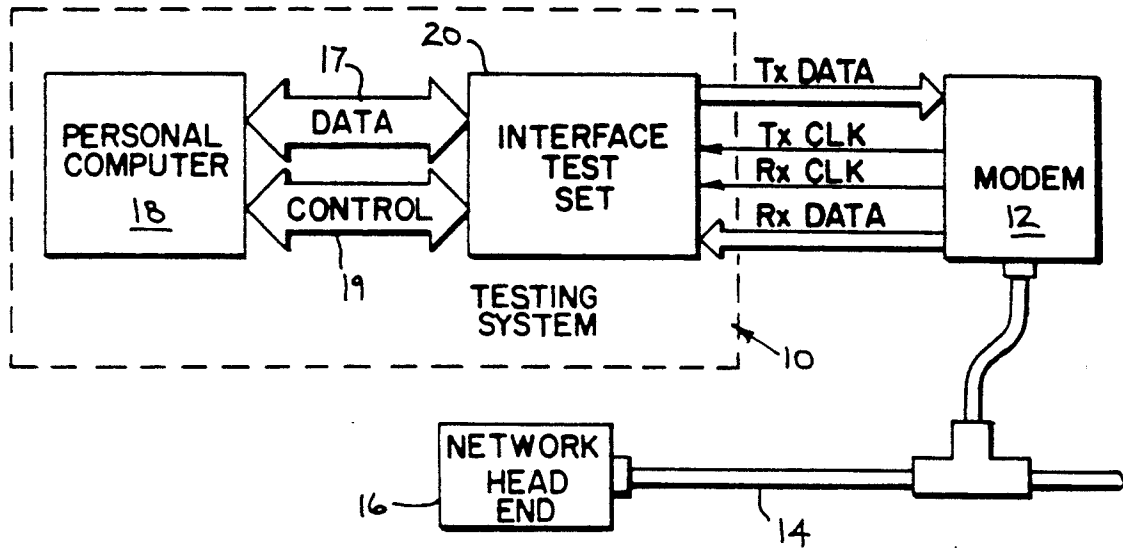 20
17
Tx DATA
PERSONAL
COMPUTER
18
DATA
INTERFACE
TEST
SET
Tx CLK
Rx CLK
MODEM
12
CONTROL
Rx DATA
19
TESTING
SYSTEM
10
NETWORK
HEAD
END
16
14